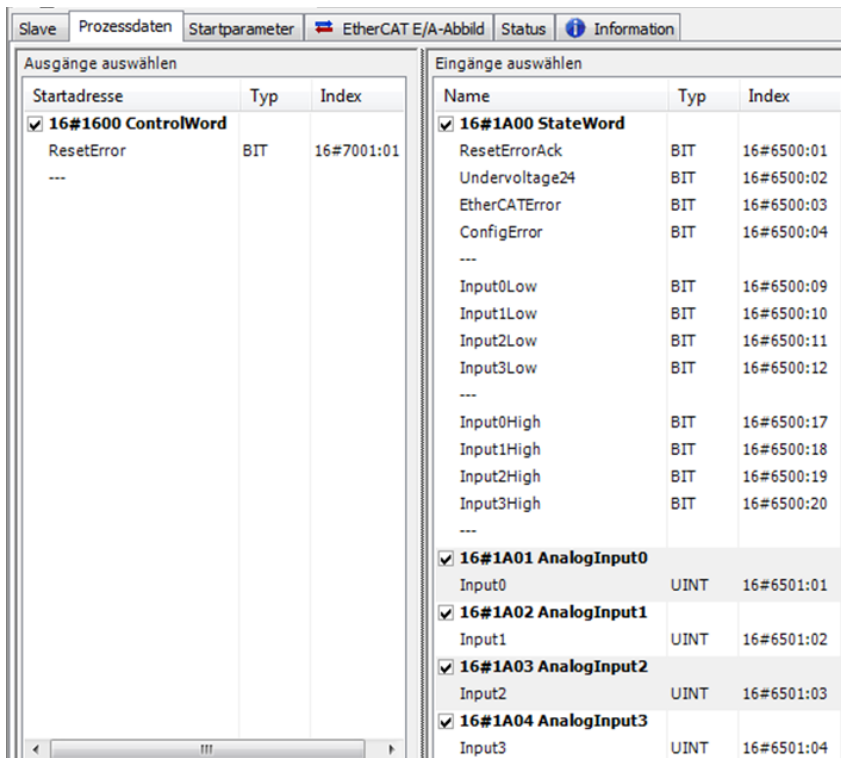 Slave Prozessdaten Startparameter EtherCAT E/A-Abbild Status Information
Ausgänge auswählen
Startadresse Typ Index
16#1600 ControlWord
ResetError BIT 16#7001:01
---
Eingänge auswählen
Name Typ Index
16#1A00 StateWord
ResetErrorAck BIT 16#6500:01
Undervoltage24 BIT 16#6500:02
EtherCATError BIT 16#6500:03
ConfigError BIT 16#6500:04
---
Input0Low BIT 16#6500:09
Input1Low BIT 16#6500:10
Input2Low BIT 16#6500:11
Input3Low BIT 16#6500:12
---
Input0High BIT 16#6500:17
Input1High BIT 16#6500:18
Input2High BIT 16#6500:19
Input3High BIT 16#6500:20
---
16#1A01 AnalogInput0
Input0 UINT 16#6501:01
16#1A02 AnalogInput1
Input1 UINT 16#6501:02
16#1A03 AnalogInput2
Input2 UINT 16#6501:03
16#1A04 AnalogInput3
Input3 UINT 16#6501:04